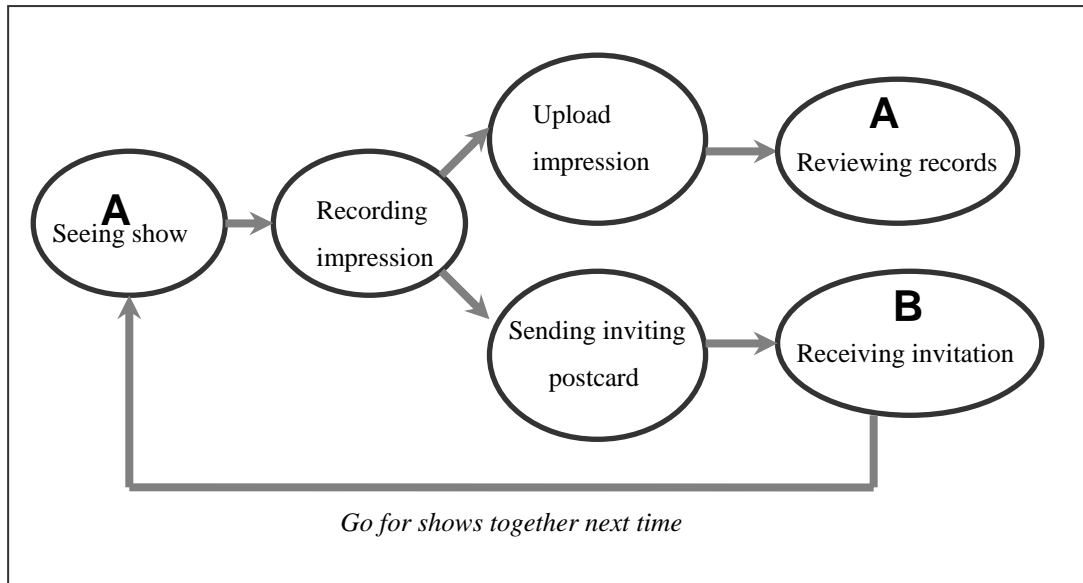 A
Seeing show
Recording
impression
Upload
impression
A
Reviewing records
Sending inviting
postcard
B
Receiving invitation
Go for shows together next time